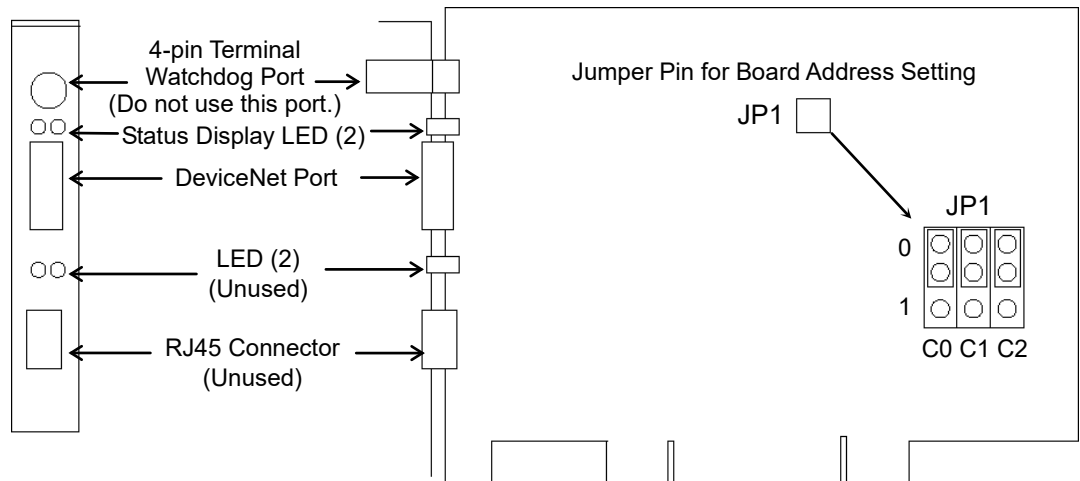 4-pin Terminal
Watchdog Port
(Do not use this port.)
Status Display LED (2)
DeviceNet Port
LED (2)
(Unused)
RJ45 Connector
(Unused)
Jumper Pin for Board Address Setting
JP1
JP1
0
1
C0 C1 C2